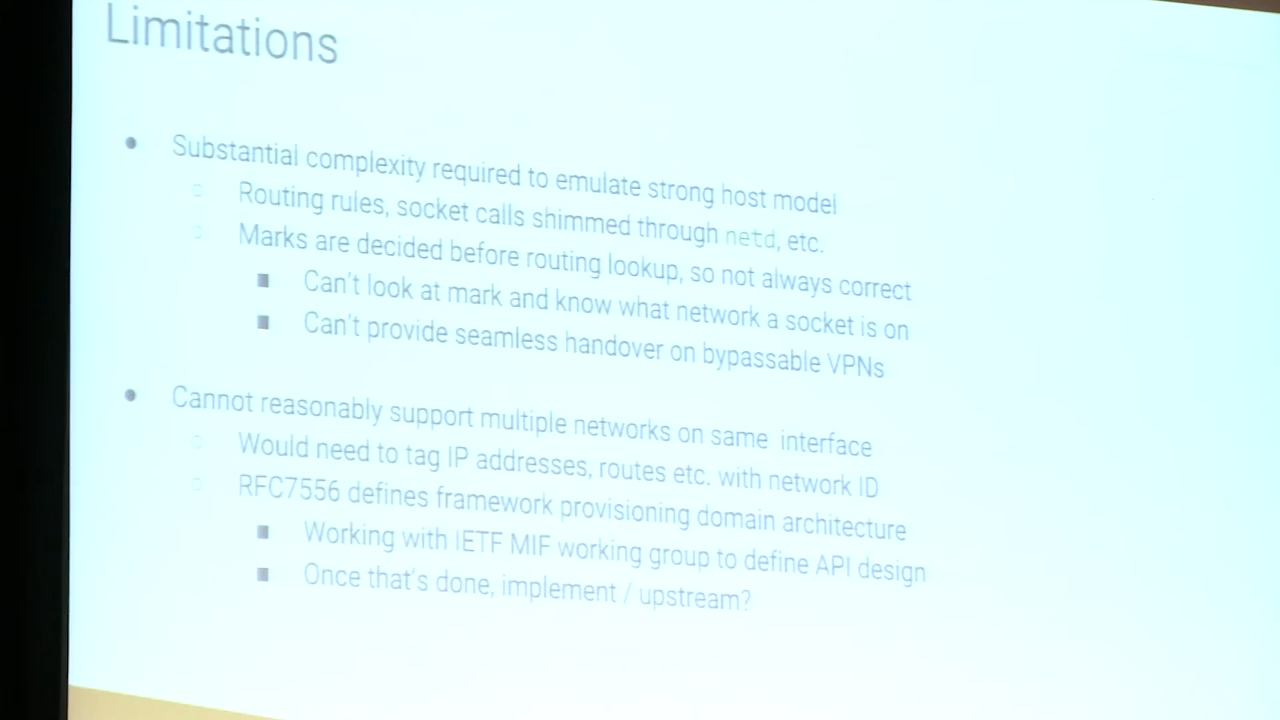 Limitations
Substantial complexity required to emulate strong host model
Routing rules, socket calls shimmed through netd, etc.
Marks are decided before routing lookup, so not always correct
Can't look at mark and know what network a socket is on
Can't provide seamless handover on bypassable VPNs
Cannot reasonably support multiple networks on same interface
Would need to tag IP addresses, routes etc. with network ID
RFC7556 defines framework provisioning domain architecture
Working with IETF MIF working group to define API design
Once that's done, implement / upstream?